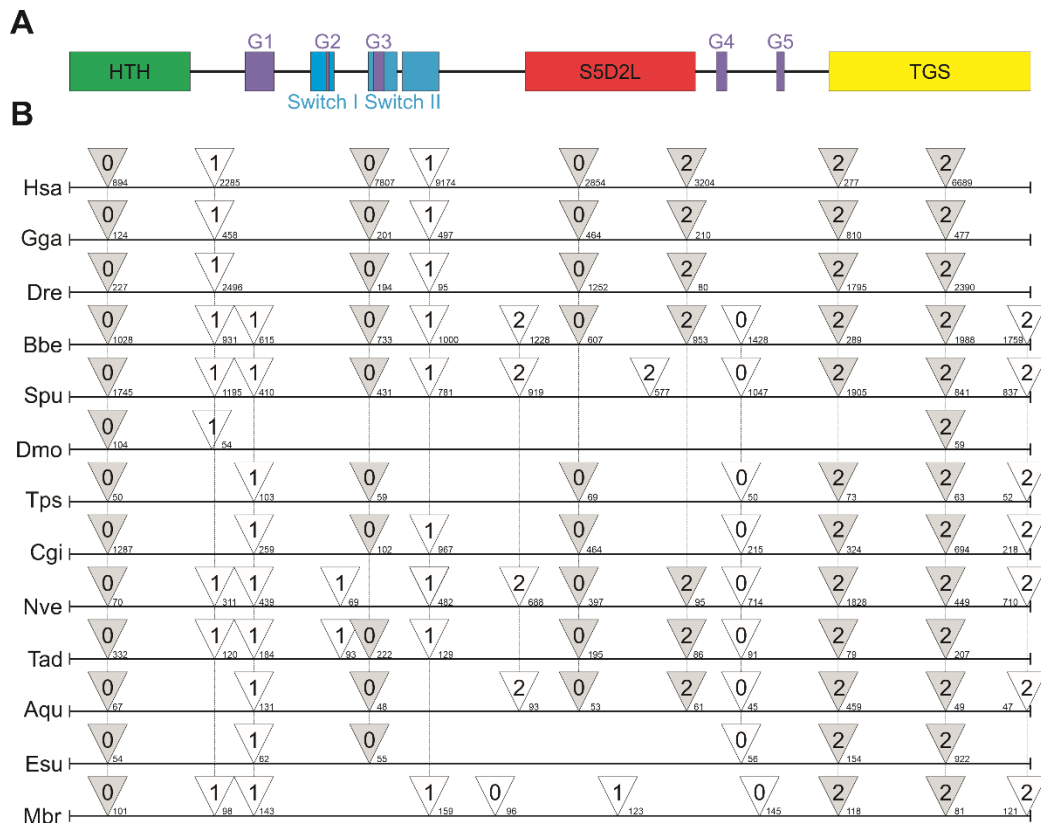 A
G1 G2 G3 G4 G5
HTH S5D2L TGS
Switch I Switch II
B
0 1 0 1 0 2 2 2
Hsa 894 2285 7807 9174 2854 3204 277 6689
0 1 0 1 0 2 2 2
Gga 124 458 201 497 464 210 810 477
0 1 0 1 0 2 2 2
Dre 227 2496 194 95 1252 80 1795 2390
0 1 1 0 1 2 0 2 0 2 2 2
Bbe 1028 931 615 733 1000 1228 607 953 1428 289 1988 1759
0 1 1 0 1 2 2 0 2 2 2
Spu 1745 1195 410 431 781 919 577 1047 1905 841 837
0 1 2
Dmo 104 54 59
0 1 0 0 0 2 2 2
Tps 50 103 59 69 50 73 63 52
0 1 0 1 0 0 2 2 2
Cgi 1287 259 102 967 464 215 324 694 218
0 1 1 1 1 2 0 2 0 2 2 2
Nve 70 311 439 69 482 688 397 95 714 1828 449 710
0 1 1 1 0 1 0 2 0 2 2
Tad 332 120 184 93 222 129 195 86 91 79 207
0 1 0 2 0 2 0 2 2 2
Aqu 67 131 48 93 53 61 45 459 49 47
0 1 0 0 2 2
Esu 54 62 55 56 154 922
0 1 1 1 0 1 0 2 2 2
Mbr 101 98 143 159 96 123 145 118 81 121